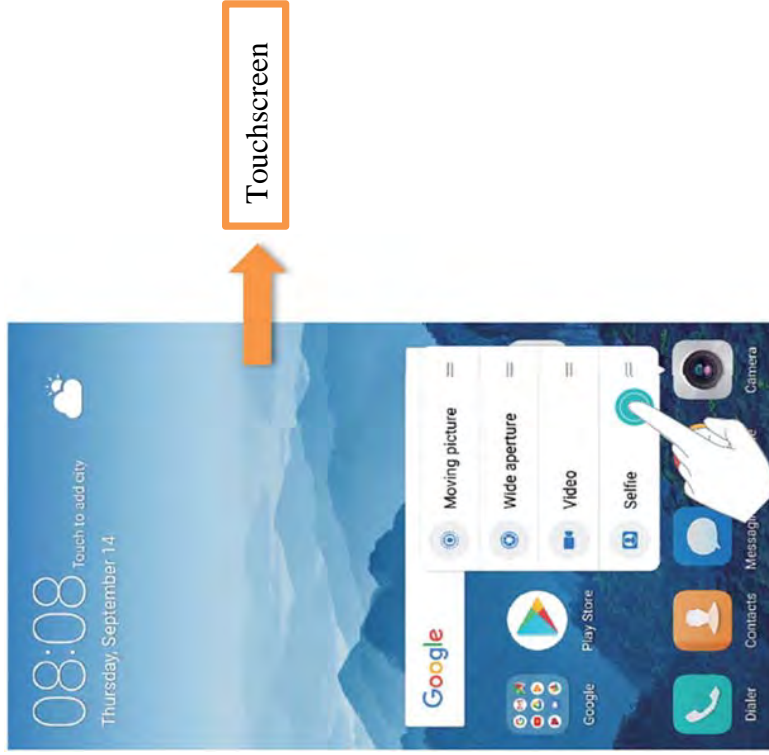 08:08
Touch to add city
Thursday, September 14
Touchscreen
Google
Moving picture
Wide aperture
Video
Selfie
Google
Play Store
Dialer
Contacts
Camera